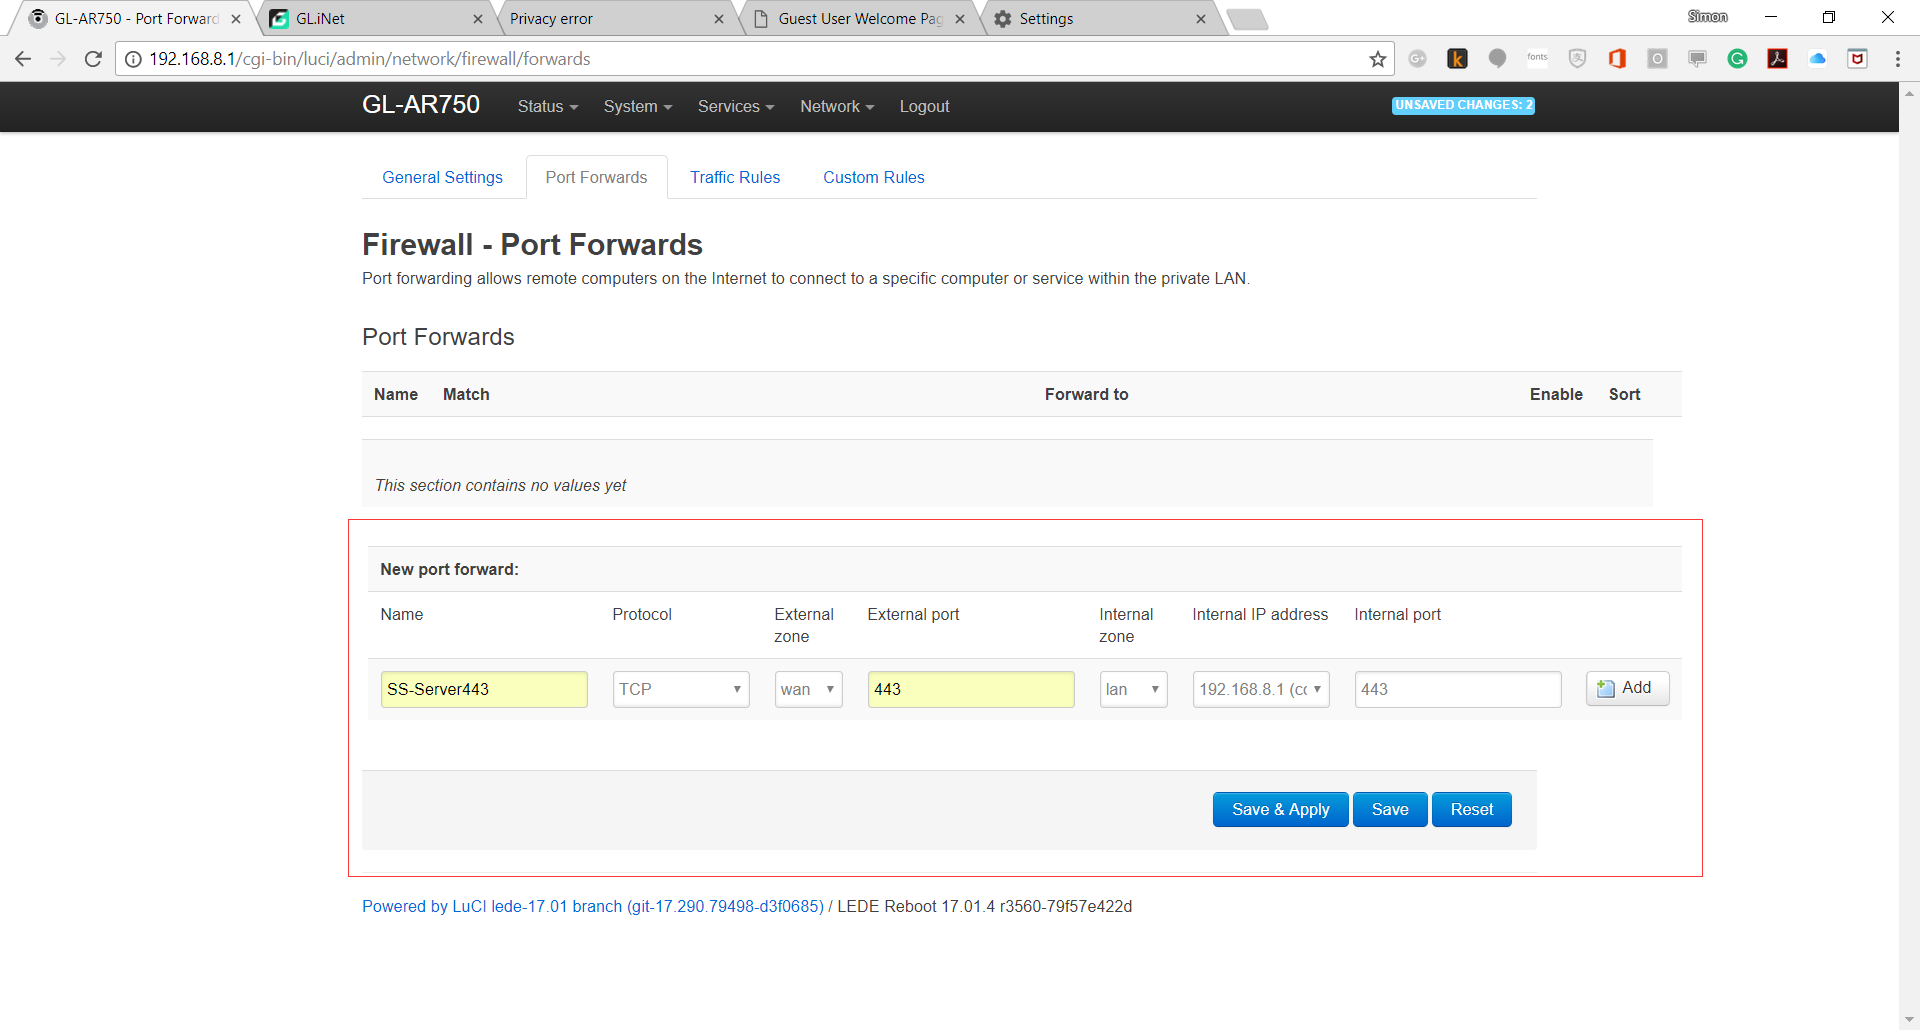 GL-AR750 - Port Forward
GL.iNet
Privacy error
Guest User Welcome Pag
Settings
Simon
192.168.8.1/cgi-bin/luci/admin/network/firewall/forwards
fonts
GL-AR750
Status
System
Services
Network
Logout
UNSAVED CHANGES: 2
General Settings
Port Forwards
Traffic Rules
Custom Rules
Firewall - Port Forwards
Port forwarding allows remote computers on the Internet to connect to a specific computer or service within the private LAN.
Port Forwards
Name Match Forward to Enable Sort
This section contains no values yet
New port forward:
Name Protocol External zone External port Internal zone Internal IP address Internal port
SS-Server443 TCP wan 443 lan 192.168.8.1 (cc 443 Add
Save & Apply Save Reset
Powered by LuCI lede-17.01 branch (git-17.290.79498-d3f0685) / LEDE Reboot 17.01.4 r3560-79f57e422d